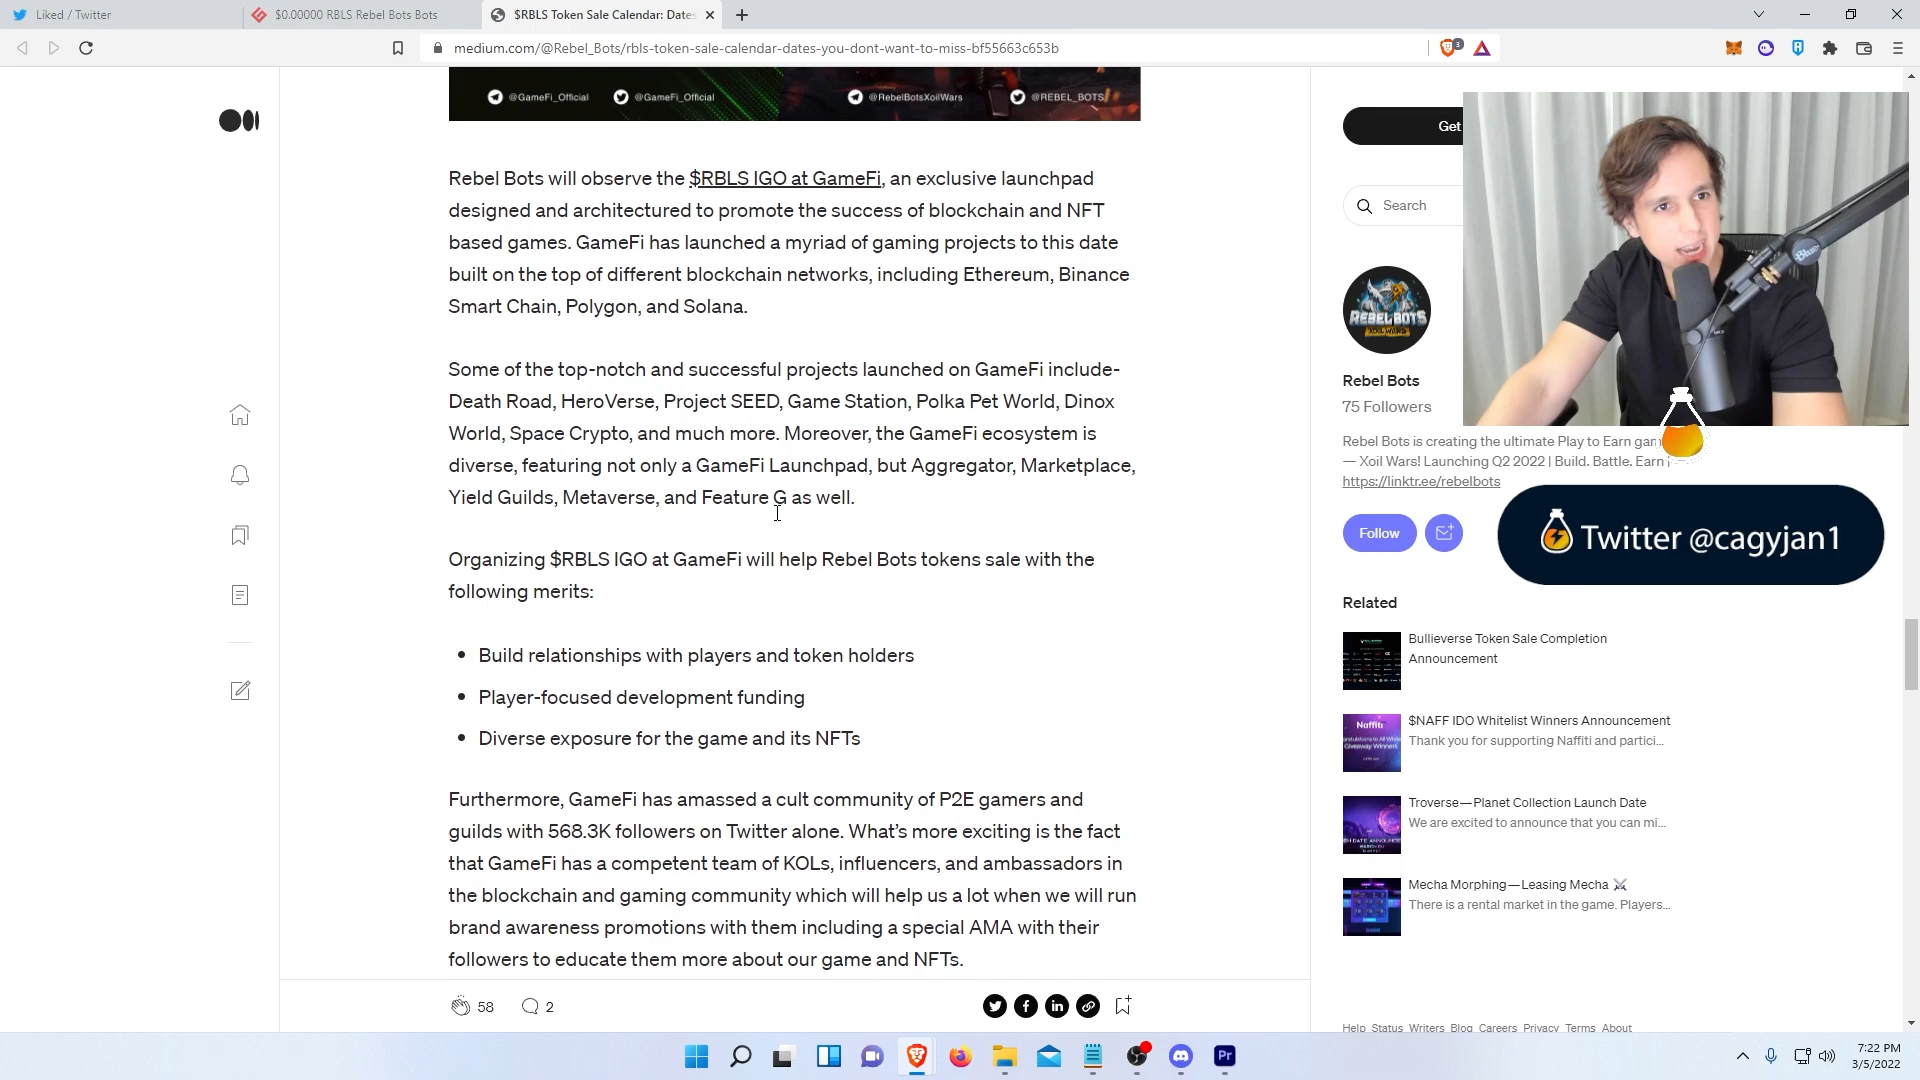 Liked / Twitter
$0.00000 RBLS Rebel Bots Bots
$RBLS Token Sale Calendar: Dates
medium.com/@Rebel_Bots/rbls-token-sale-calendar-dates-you-dont-want-to-miss-bf55663c653b
3
@GameFi_Official
@GameFi_Official
@RebelBotsXoilWars
@REBEL_BOTS
Rebel Bots will observe the $RBLS IGO at GameFi, an exclusive launchpad
designed and architectured to promote the success of blockchain and NFT
based games. GameFi has launched a myriad of gaming projects to this date
built on the top of different blockchain networks, including Ethereum, Binance
Smart Chain, Polygon, and Solana.
Some of the top-notch and successful projects launched on GameFi include-
Death Road, HeroVerse, Project SEED, Game Station, Polka Pet World, Dinox
World, Space Crypto, and much more. Moreover, the GameFi ecosystem is
diverse, featuring not only a GameFi Launchpad, but Aggregator, Marketplace,
Yield Guilds, Metaverse, and Feature G as well.
Organizing $RBLS IGO at GameFi will help Rebel Bots tokens sale with the
following merits:
• Build relationships with players and token holders
• Player-focused development funding
• Diverse exposure for the game and its NFTs
Furthermore, GameFi has amassed a cult community of P2E gamers and
guilds with 568.3K followers on Twitter alone. What's more exciting is the fact
that GameFi has a competent team of KOLs, influencers, and ambassadors in
the blockchain and gaming community which will help us a lot when we will run
brand awareness promotions with them including a special AMA with their
followers to educate them more about our game and NFTs.
58
2
Get
Search
Blue
REBEL BOTS
XOIL WARS
Rebel Bots
75 Followers
Rebel Bots is creating the ultimate Play to Earn gam
— Xoil Wars! Launching Q2 2022 | Build. Battle. Earn |
https://linktr.ee/rebelbots
Follow
Twitter @cagyjan1
Related
Bullieverse Token Sale Completion
Announcement
Naffiti
$NAFF IDO Whitelist Winners Announcement
Thank you for supporting Naffiti and partici...
Troverse—Planet Collection Launch Date
We are excited to announce that you can mi...
Mecha Morphing—Leasing Mecha ⚔
There is a rental market in the game. Players...
Help Status Writers Blog Careers Privacy Terms About
Pr
7:22 PM
3/5/2022